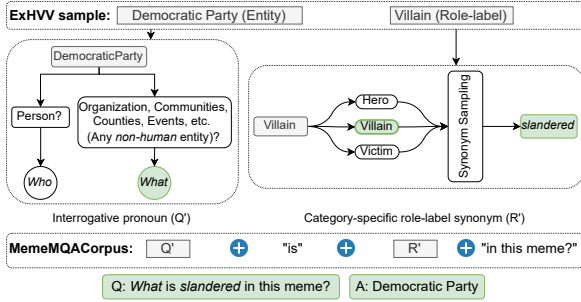 ExHVV sample: Democratic Party (Entity) Villain (Role-label)
DemocraticParty
Person?
Organization, Communities,
Counties, Events, etc.
(Any non-human entity)?
Who
What
Interrogative pronoun (Q')
Villain
Hero
Villain
Victim
Synonym Sampling
slandered
Category-specific role-label synonym (R')
MemeMQACorpus: Q' + "is" + R' + "in this meme?"
Q: What is slandered in this meme?
A: Democratic Party